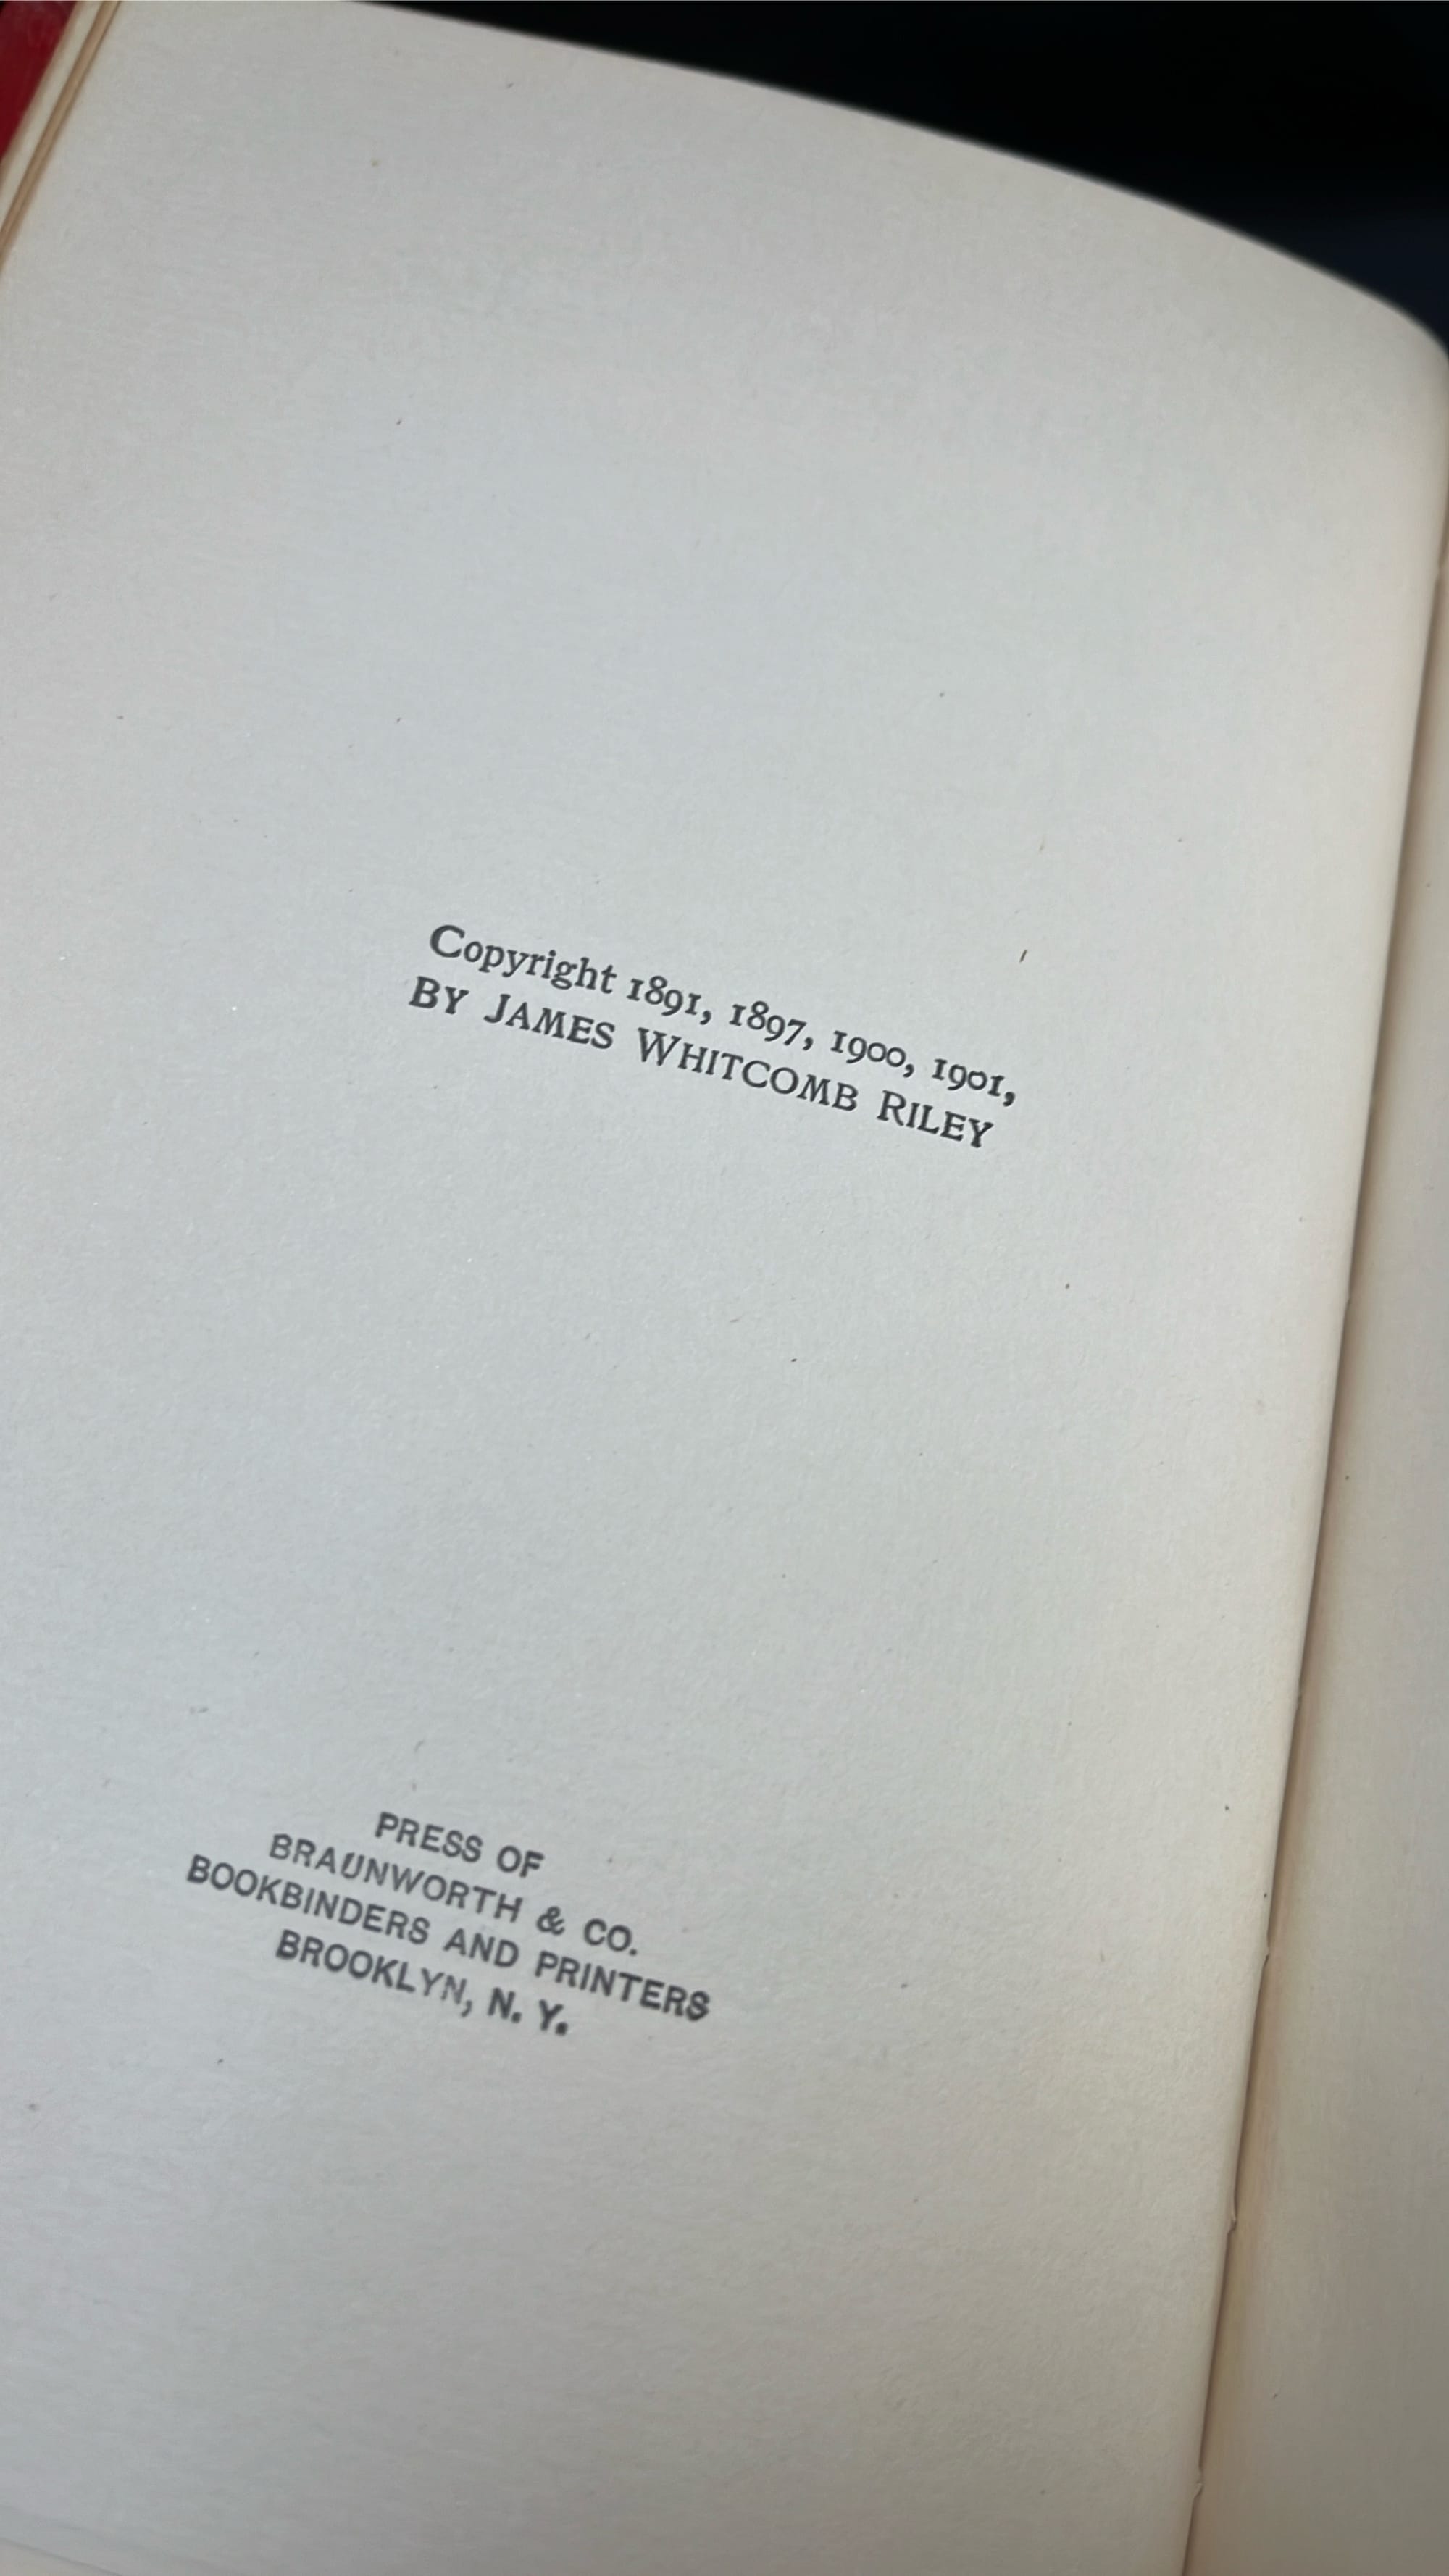 Copyright 1891, 1897, 1900, 1901,
BY JAMES WHITCOMB RILEY
PRESS OF
BRAUNWORTH & CO.
BOOKBINDERS AND PRINTERS
BROOKLYN, N. Y.